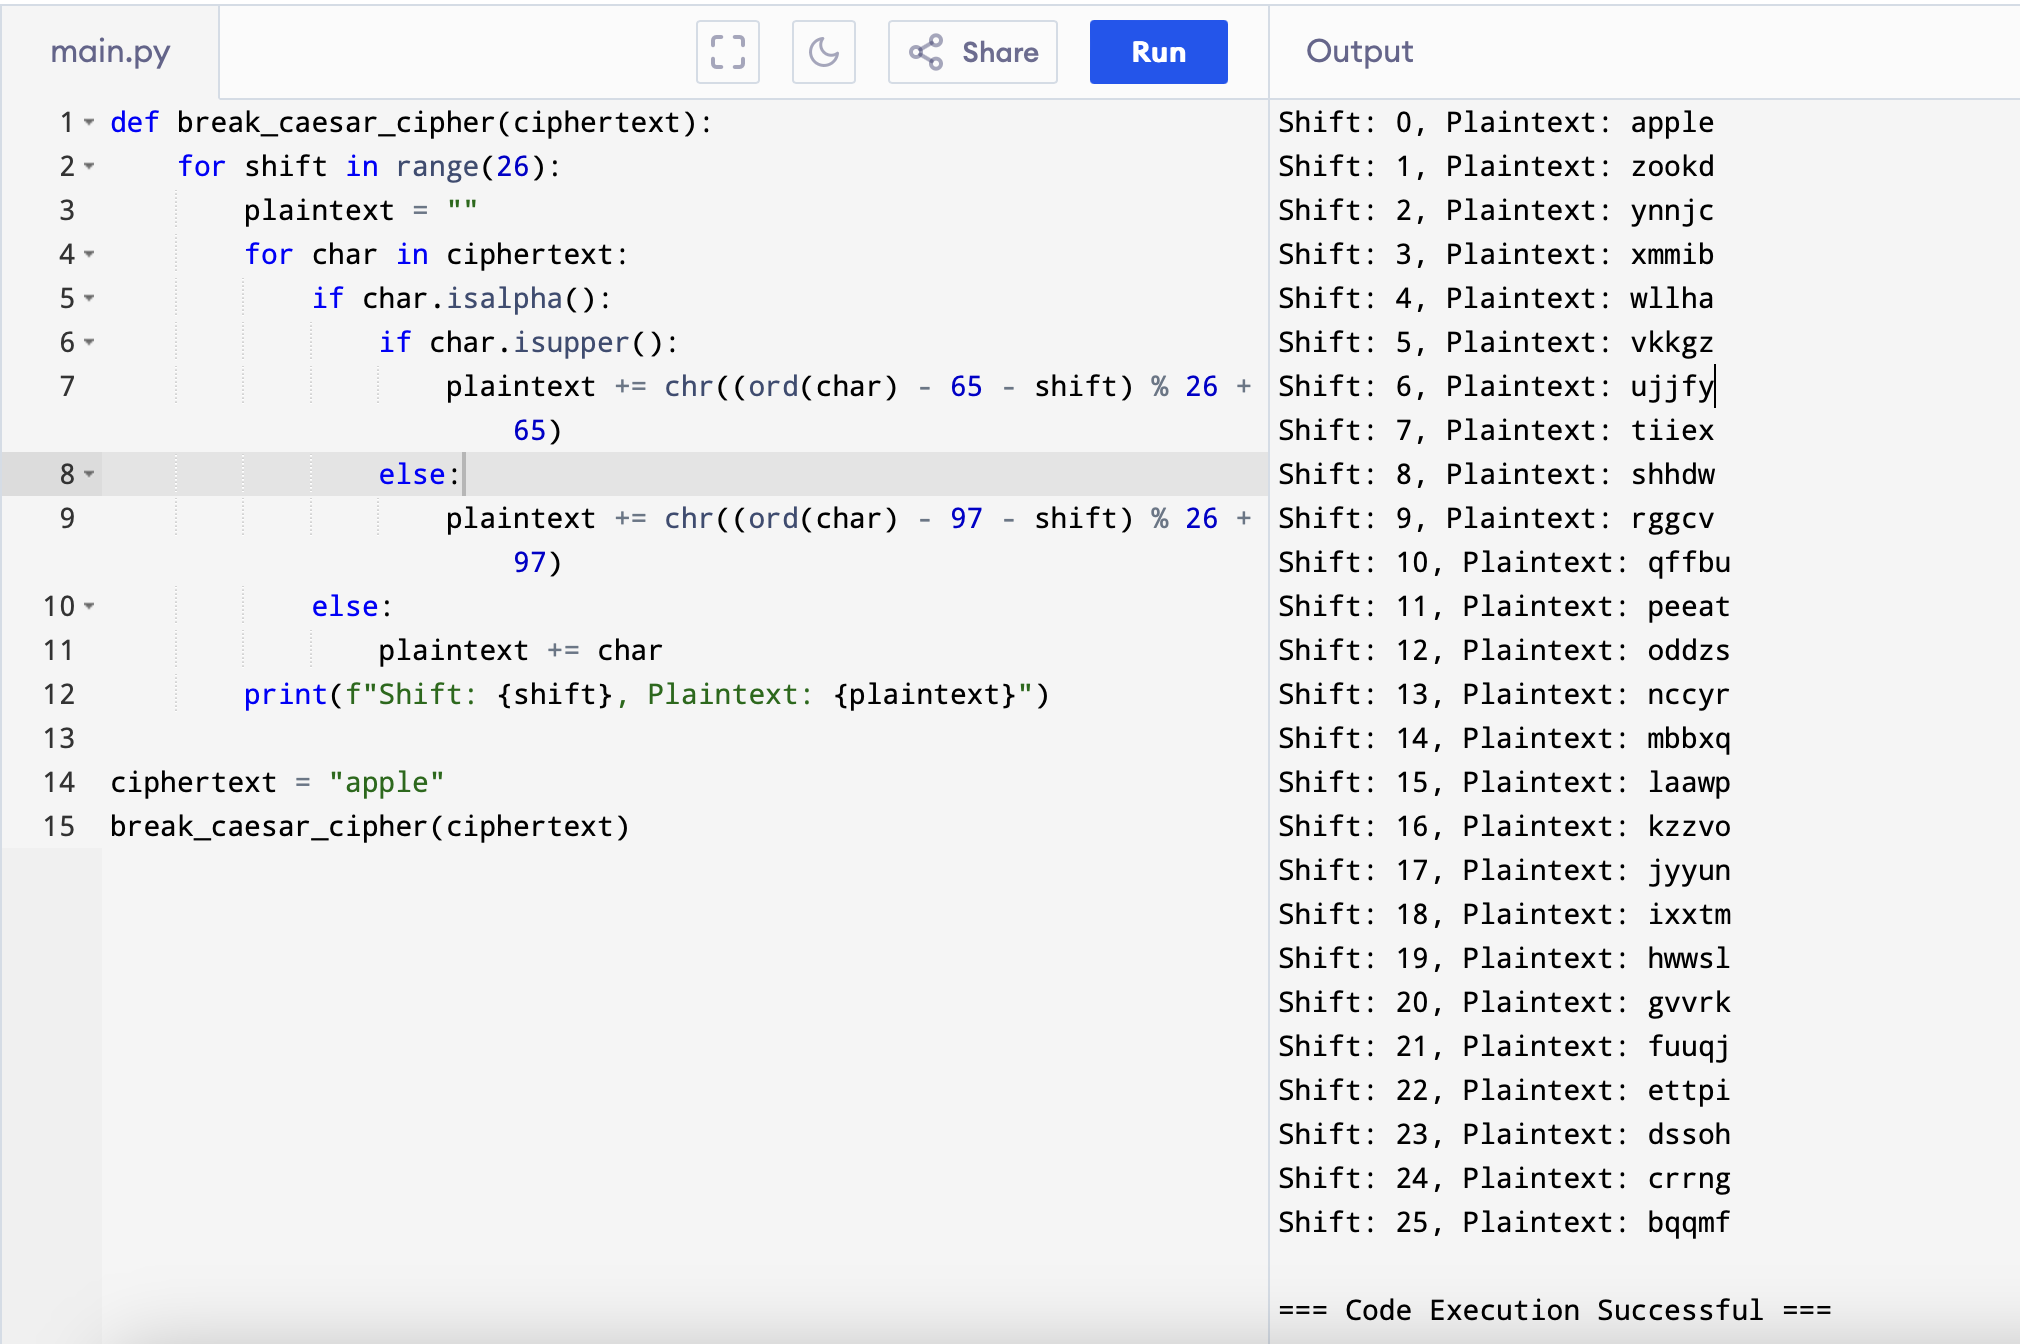 main.py
Share
Run
1 def break_caesar_cipher(ciphertext):
2     for shift in range(26):
3         plaintext = ""
4         for char in ciphertext:
5             if char.isalpha():
6                 if char.isupper():
7                     plaintext += chr((ord(char) - 65 - shift) % 26 +
                        65)
8                 else:
9                     plaintext += chr((ord(char) - 97 - shift) % 26 +
                        97)
10             else:
11                 plaintext += char
12         print(f"Shift: {shift}, Plaintext: {plaintext}")
13
14 ciphertext = "apple"
15 break_caesar_cipher(ciphertext)
Output
Shift: 0, Plaintext: apple
Shift: 1, Plaintext: zookd
Shift: 2, Plaintext: ynnjc
Shift: 3, Plaintext: xmmib
Shift: 4, Plaintext: wllha
Shift: 5, Plaintext: vkkgz
Shift: 6, Plaintext: ujjfy
Shift: 7, Plaintext: tiiex
Shift: 8, Plaintext: shhdw
Shift: 9, Plaintext: rggcv
Shift: 10, Plaintext: qffbu
Shift: 11, Plaintext: peeat
Shift: 12, Plaintext: oddzs
Shift: 13, Plaintext: nccyr
Shift: 14, Plaintext: mbbxq
Shift: 15, Plaintext: laawp
Shift: 16, Plaintext: kzzvo
Shift: 17, Plaintext: jyyun
Shift: 18, Plaintext: ixxtm
Shift: 19, Plaintext: hwwsl
Shift: 20, Plaintext: gvvrk
Shift: 21, Plaintext: fuuqj
Shift: 22, Plaintext: ettpi
Shift: 23, Plaintext: dssoh
Shift: 24, Plaintext: crrng
Shift: 25, Plaintext: bqqmf
=== Code Execution Successful ===